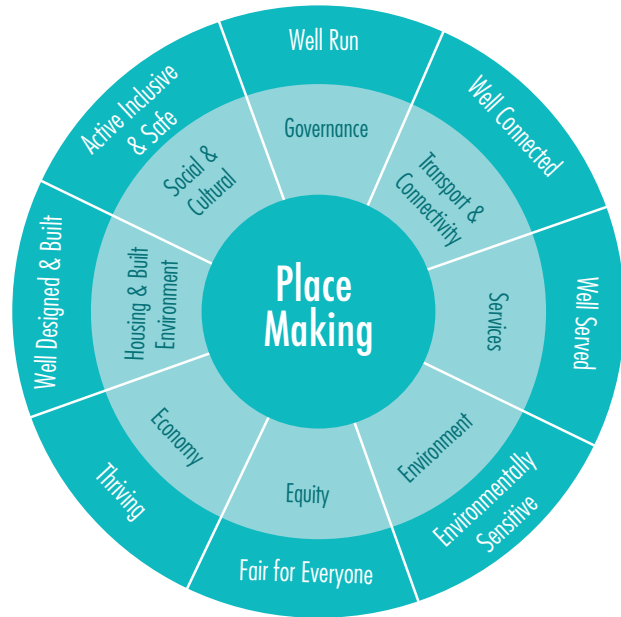 Well Run
Governance
Well Connected
Transport &
Connectivity
Well Served
Services
Environmentally
Sensitive
Environment
Fair for Everyone
Equity
Thriving
Economy
Well Designed & Built
Housing & Built
Environment
Active Inclusive
& Safe
Social &
Cultural
Place
Making